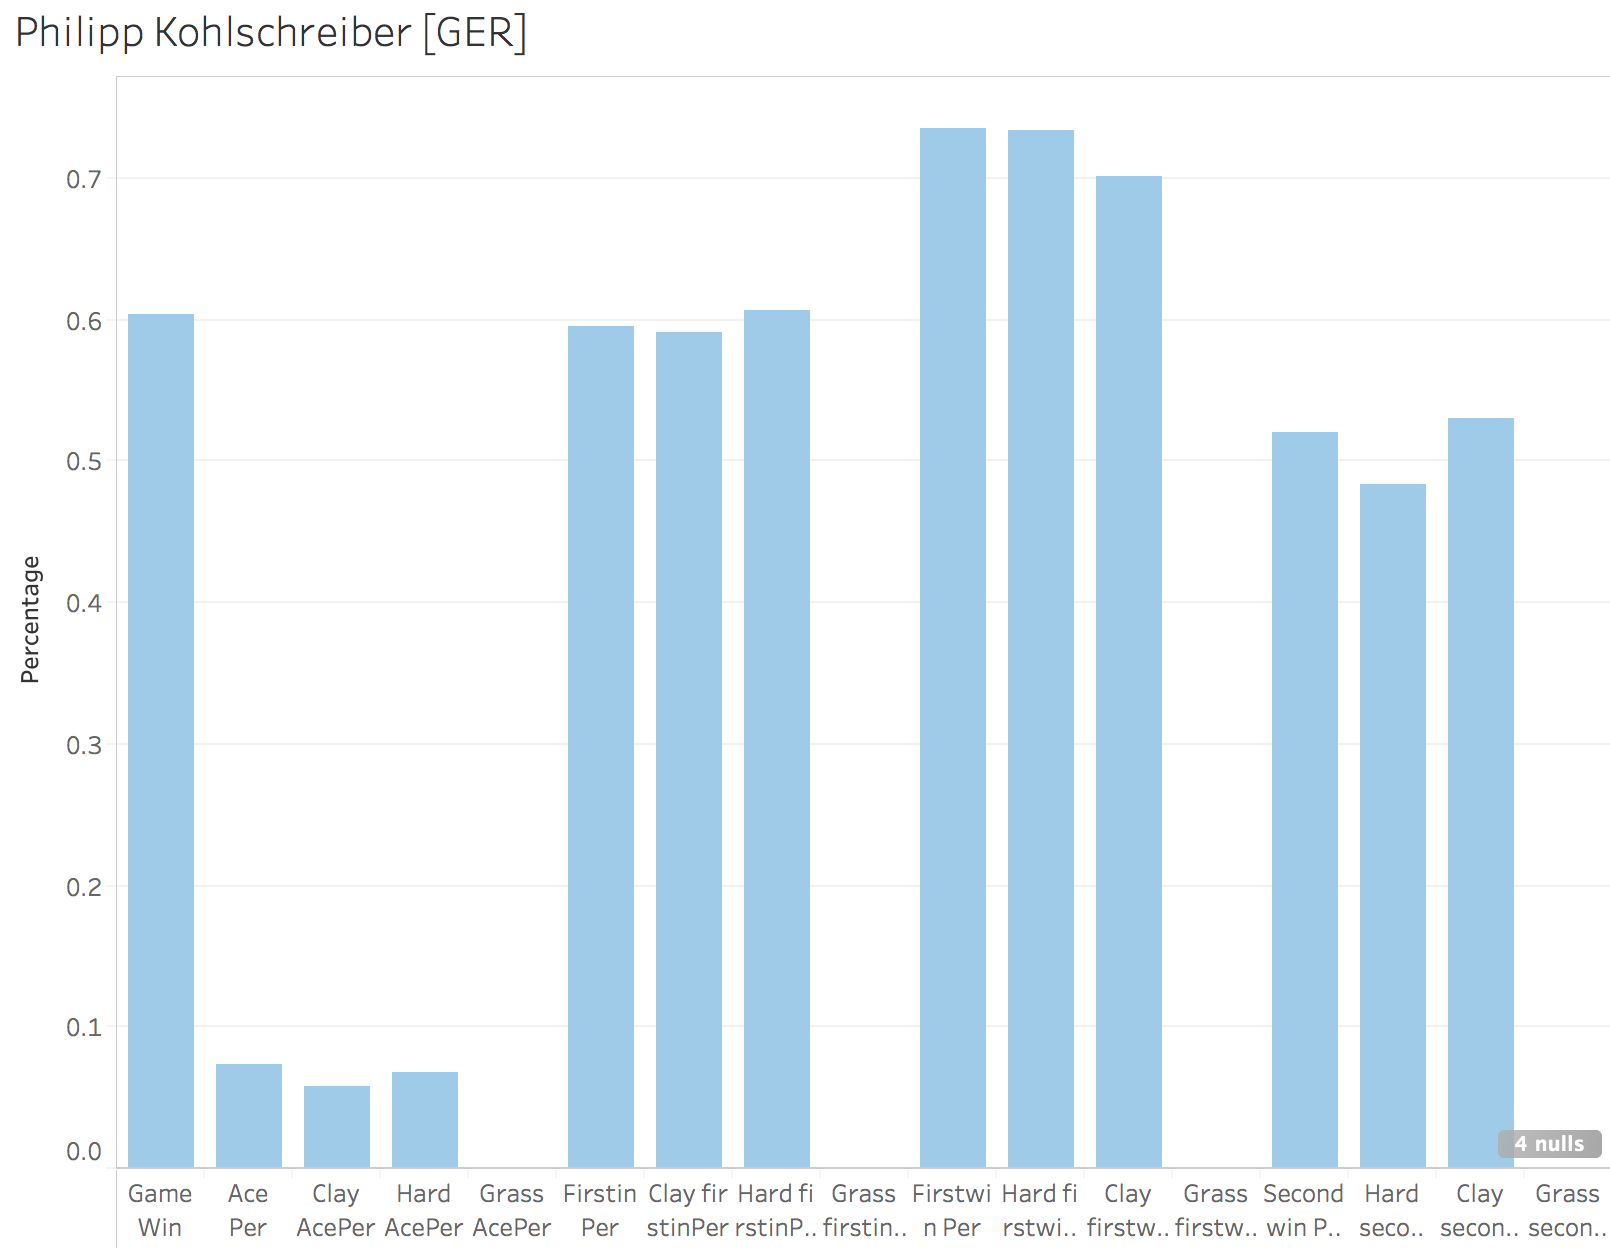 Philipp Kohlschreiber [GER]
Percentage
0.7
0.6
0.5
0.4
0.3
0.2
0.1
0.0
4 nulls
Game Win
Ace Per
Clay AcePer
Hard AcePer
Grass AcePer
Firstin Per
Clay fir stinPer
Hard fi rstinP..
Grass firstin..
Firstwi n Per
Hard fi rstwi..
Clay firstw..
Grass firstw..
Second win P..
Hard seco..
Clay secon..
Grass secon..